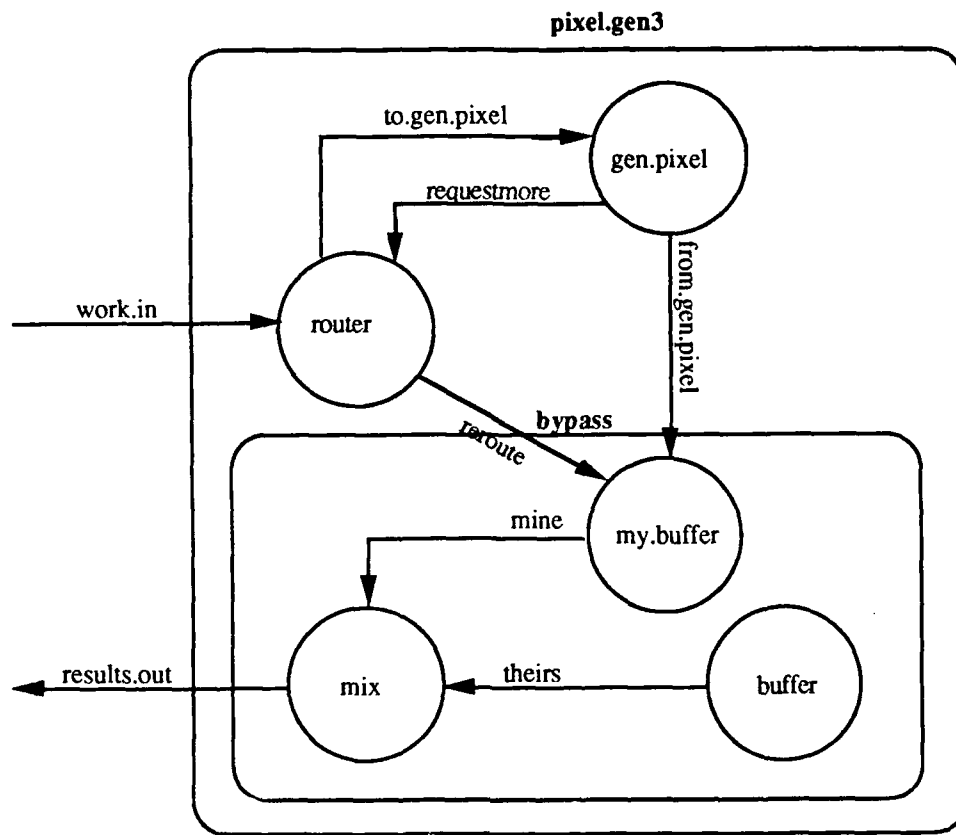 pixel.gen3
to.gen.pixel
gen.pixel
requestmore
from.gen.pixel
work.in
router
bypass
reroute
mine
my.buffer
results.out
mix
theirs
buffer